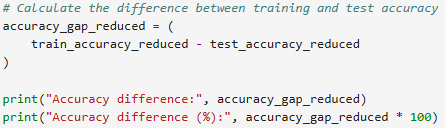 # Calculate the difference between training and test accuracy
accuracy_gap_reduced = (
    train_accuracy_reduced - test_accuracy_reduced
)
print("Accuracy difference:", accuracy_gap_reduced)
print("Accuracy difference (%):", accuracy_gap_reduced * 100)